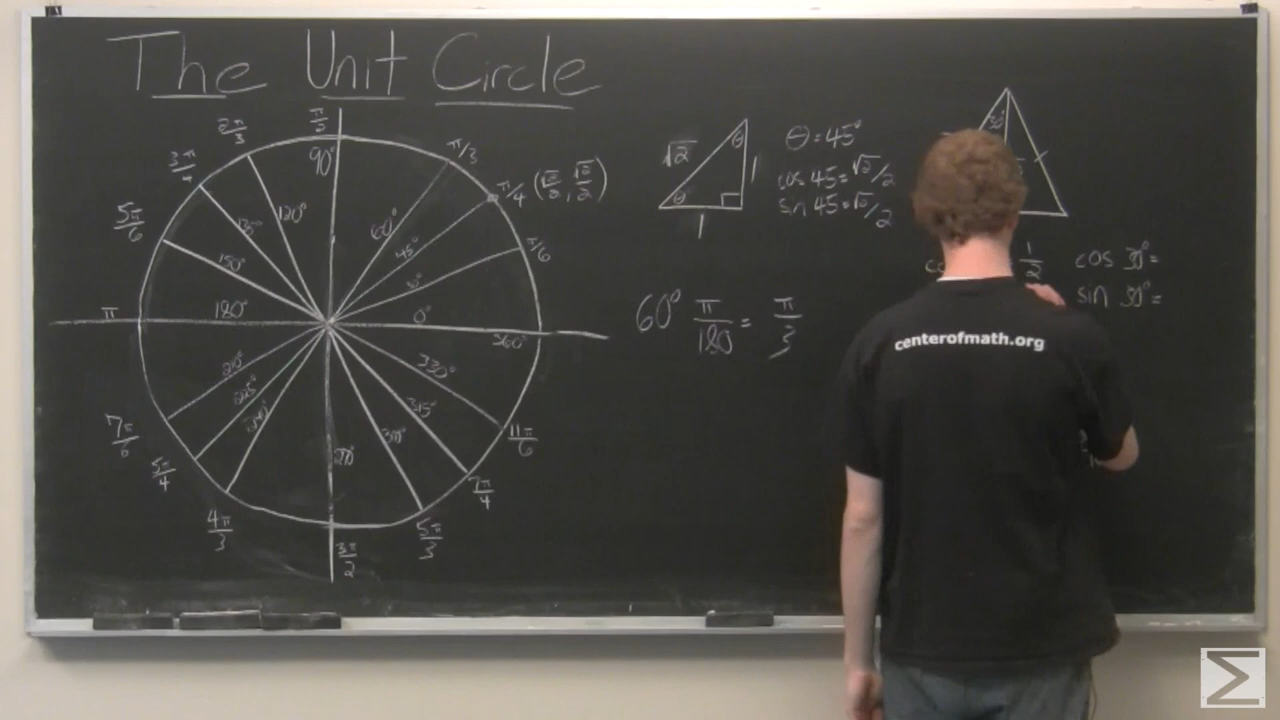 The Unit Circle
π/2
2π/3
90°
π/3
3π/4
π/4 (√2/2, √2/2)
120°
60°
135°
5π/6
45°
π/6
150°
30°
π
180°
0°
360°
210°
330°
225°
315°
240°
300°
7π/6
11π/6
270°
5π/4
7π/4
4π/3
5π/3
3π/2
√2
θ
θ
1
1
θ=45°
cos 45=√2/2
sin 45=√2/2
60° π/180 = π/3
30°
1/2
cos 30°=
sin 30°=
centerofmath.org
Σ